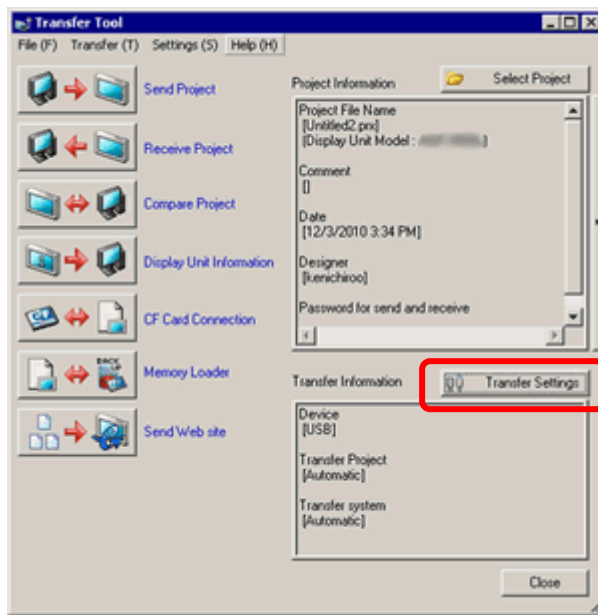 Transfer Tool
File (F) Transfer (T) Settings (S) Help (H)
Send Project
Receive Project
Compare Project
Display Unit Information
CF Card Connection
Memory Loader
Send Web site
Project Information
Select Project
Project File Name
[Untitled2.prx]
(Display Unit Model :
Comment
[]
Date
[12/3/2010 3:34 PM]
Designer
[kenichiroo]
Password for send and receive
Transfer Information
Transfer Settings
Device
[USB]
Transfer Project
[Automatic]
Transfer system
[Automatic]
Close